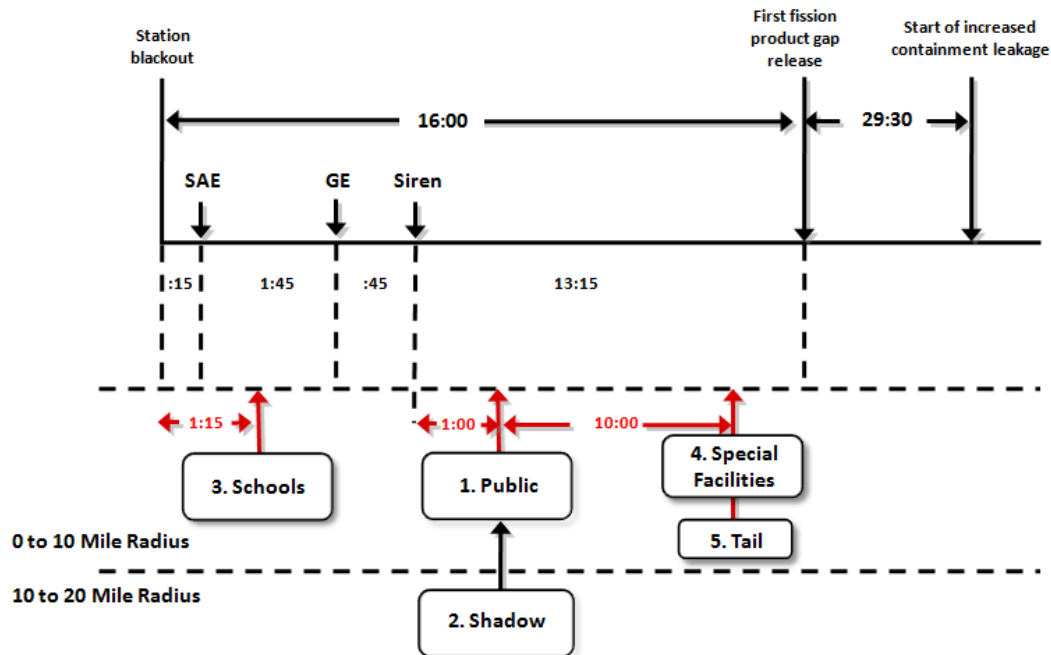 Station
blackout
First fission
product gap
release
Start of increased
containment leakage
16:00
29:30
SAE
GE
Siren
:15
1:45
:45
13:15
1:15
1:00
10:00
3. Schools
1. Public
4. Special
Facilities
5. Tail
0 to 10 Mile Radius
10 to 20 Mile Radius
2. Shadow